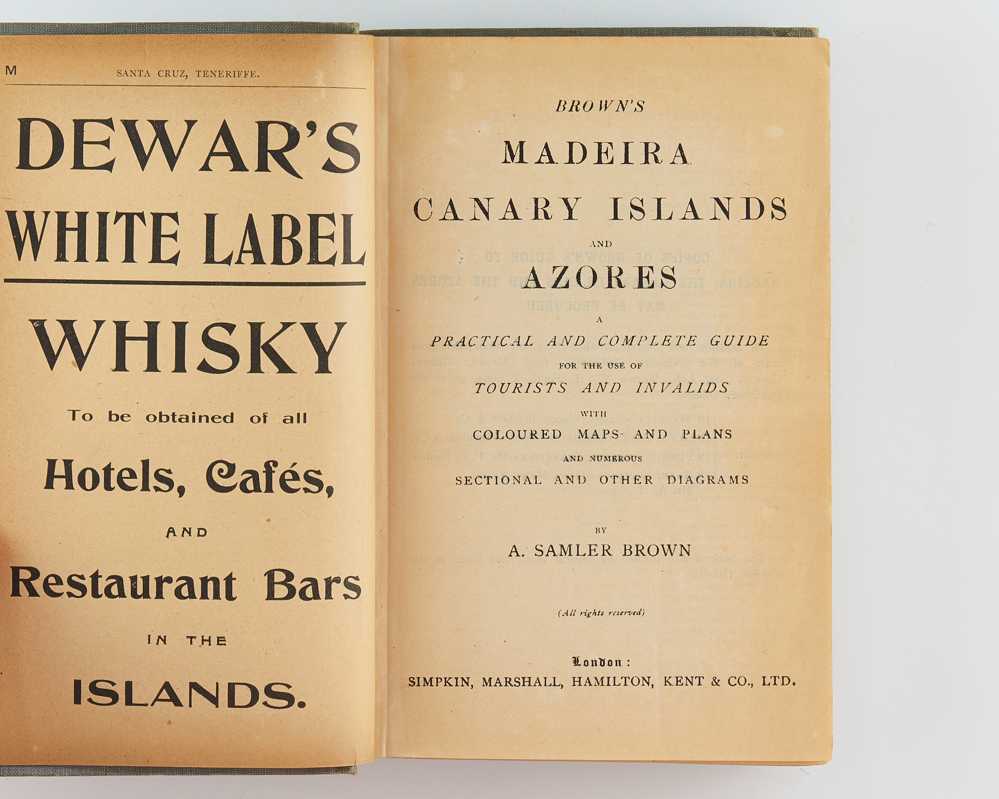 M
SANTA CRUZ, TENERIFFE.
DEWAR'S
WHITE LABEL
WHISKY
To be obtained of all
Hotels, Cafés,
AND
Restaurant Bars
IN THE
ISLANDS.
BROWN'S
MADEIRA
CANARY ISLANDS
AND
AZORES
A
PRACTICAL AND COMPLETE GUIDE
FOR THE USE OF
TOURISTS AND INVALIDS
WITH
COLOURED MAPS AND PLANS
AND NUMEROUS
SECTIONAL AND OTHER DIAGRAMS
BY
A. SAMLER BROWN
(All rights reserved)
London:
SIMPKIN, MARSHALL, HAMILTON, KENT & CO., LTD.